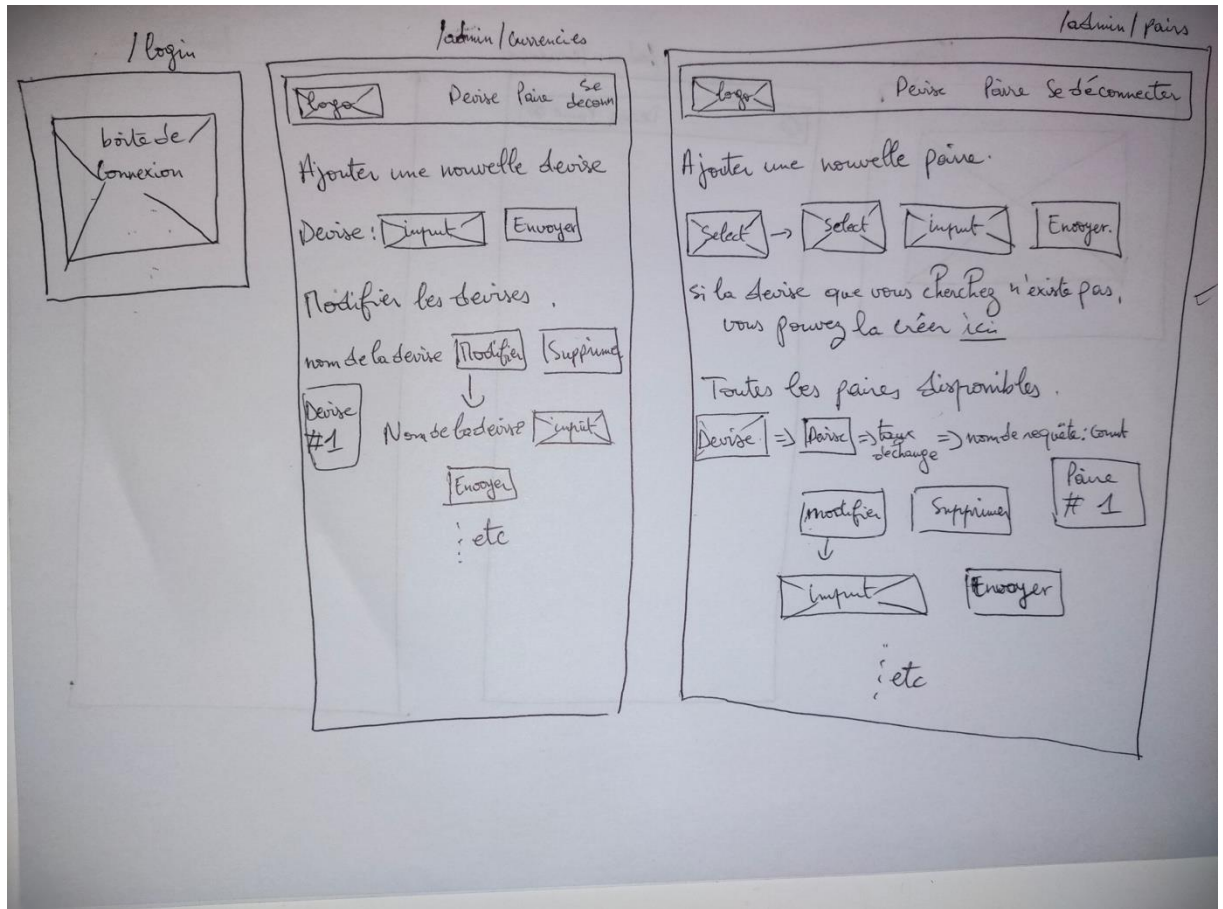 /login
boîte de
Connexion
/admin/currencies
logo
Devise Paire Se
déconn
Ajouter une nouvelle devise
Devise : input Envoyer
Modifier les devises.
nom de la devise Modifier Supprimer
Devise
#1
Nom de la devise input
Envoyer
etc
/admin/pairs
logo
Devise Paire Se déconnecter
Ajouter une nouvelle paire.
Select → Select input Envoyer.
Si la devise que vous cherchez n'existe pas,
vous pouvez la créer ici
Toutes les paires disponibles.
Devise => Devise => taux
d'échange => nom de requête : Count
Paire
# 1
modifier Supprimer
input Envoyer
etc